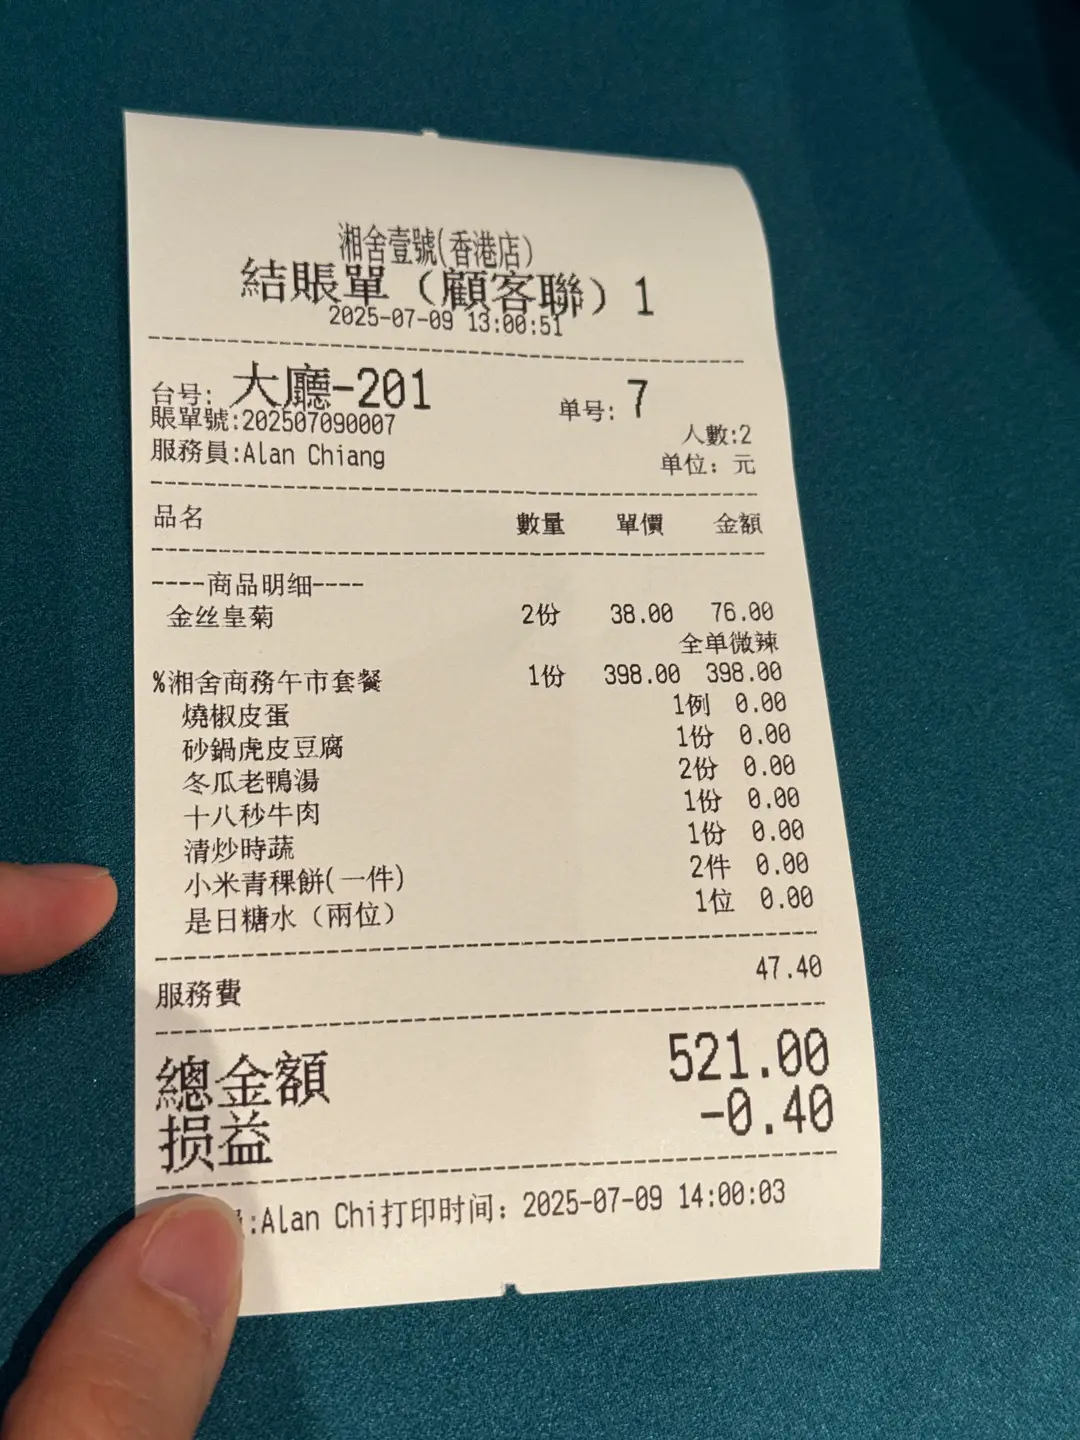 湘舍壹號(香港店)
結賬單（顧客聯）1
2025-07-09 13:00:51
台号: 大廳-201 单号: 7
賬單號:202507090007
人數:2
服務員:Alan Chiang
单位: 元
品名 數量 單價 金額
----商品明细----
金丝皇菊 2份 38.00 76.00
全单微辣
%湘舍商務午市套餐 1份 398.00 398.00
燒椒皮蛋 1例 0.00
砂鍋虎皮豆腐 1份 0.00
冬瓜老鴨湯 2份 0.00
十八秒牛肉 1份 0.00
清炒時蔬 1份 0.00
小米青稞餅(一件) 2件 0.00
是日糖水（兩位） 1位 0.00
服務費 47.40
總金額 521.00
损益 -0.40
:Alan Chi打印时间: 2025-07-09 14:00:03